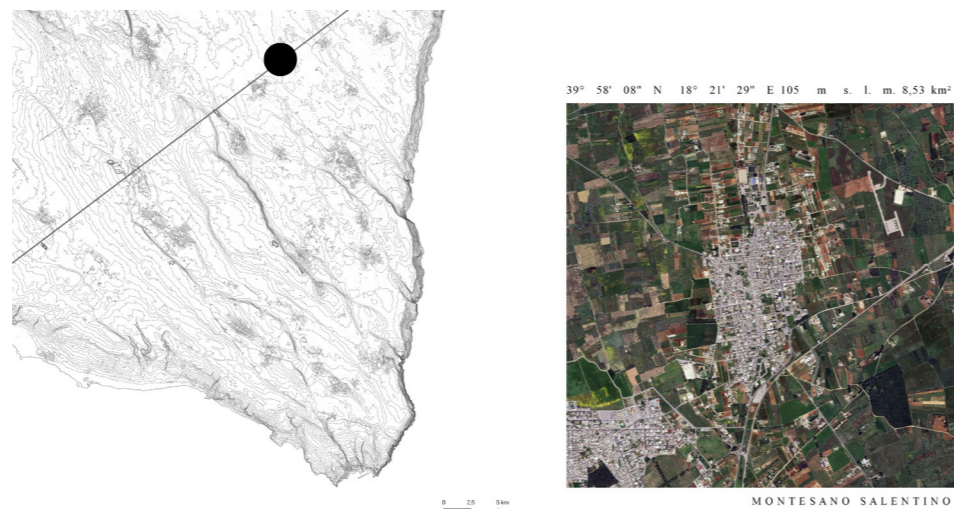 39° 58' 08" N 18° 21' 29" E 105 m s. l. m. 8,53 km²
0 2.5 5 km
MONTESANO SALENTINO